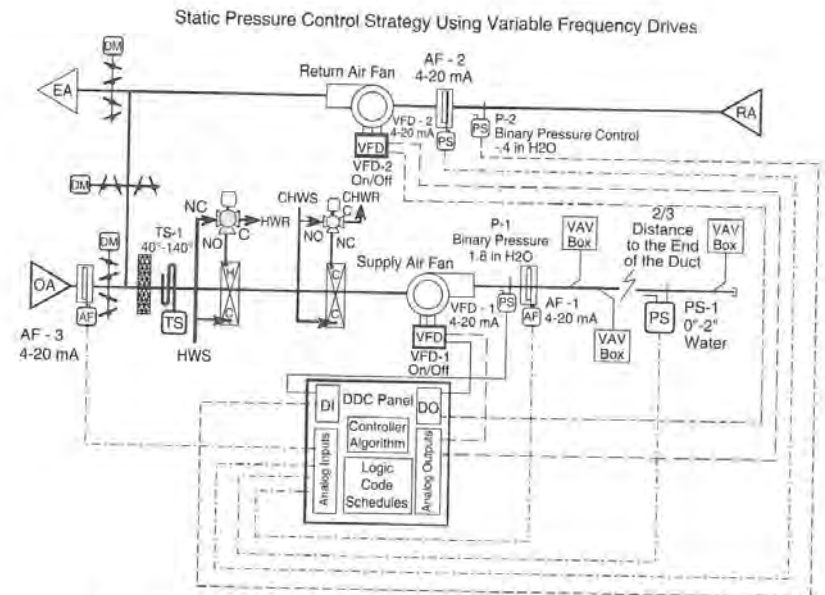 Static Pressure Control Strategy Using Variable Frequency Drives
DM
EA
Return Air Fan
AF - 2
4-20 mA
VFD - 2
4-20 mA
PS
P-2
PS
Binary Pressure Control
-.4 in H2O
RA
VFD
VFD-2
On/Off
DM
NC
C
HWR
NO
CHWS
CHWR
C
NO
NC
TS-1
40°-140°
DM
P-1
Binary Pressure
1.8 in H2O
VAV
Box
2/3
Distance
to the End
of the Duct
VAV
Box
Supply Air Fan
OA
H
C
C
C
AF
TS
VFD - 1
4-20 mA
PS
AF
AF -1
4-20 mA
PS
PS-1
0"-2"
Water
AF - 3
4-20 mA
HWS
VFD
VFD-1
On/Off
VAV
Box
DI
DDC Panel
DO
Controller
Algorithm
Analog Inputs
Logic
Code
Schedules
Analog Outputs